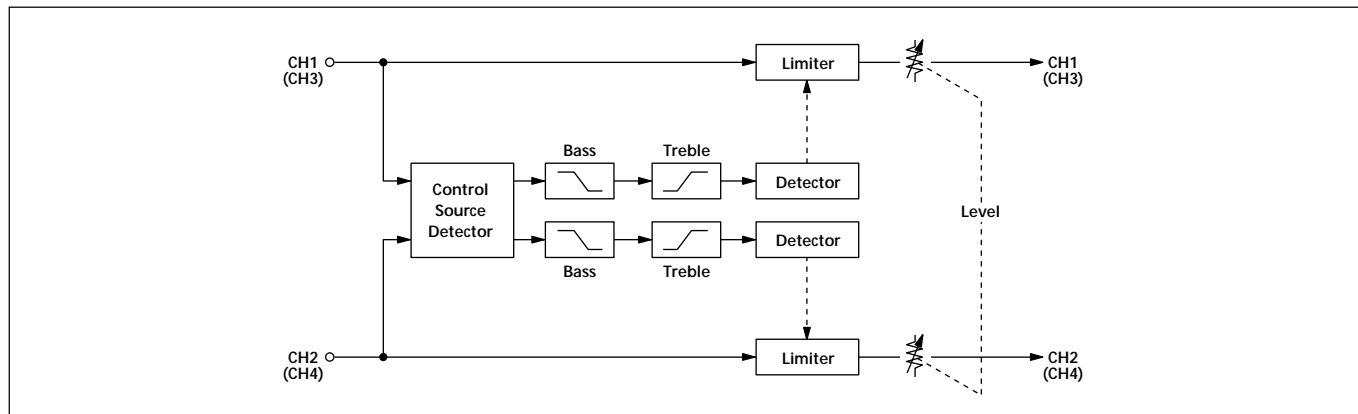 CH1
(CH3)
Limiter
CH1
(CH3)
Bass
Treble
Control
Source
Detector
Detector
Level
Detector
Bass
Treble
CH2
(CH4)
Limiter
CH2
(CH4)